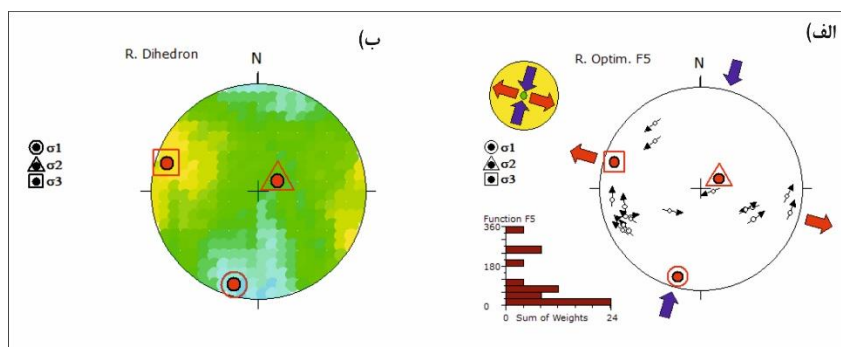 الف)
R. Optim. F5
N
σ1
σ2
σ3
Function F5
360
180
0
0 12 24
Sum of Weights
ب)
R. Dihedron
N
σ1
σ2
σ3